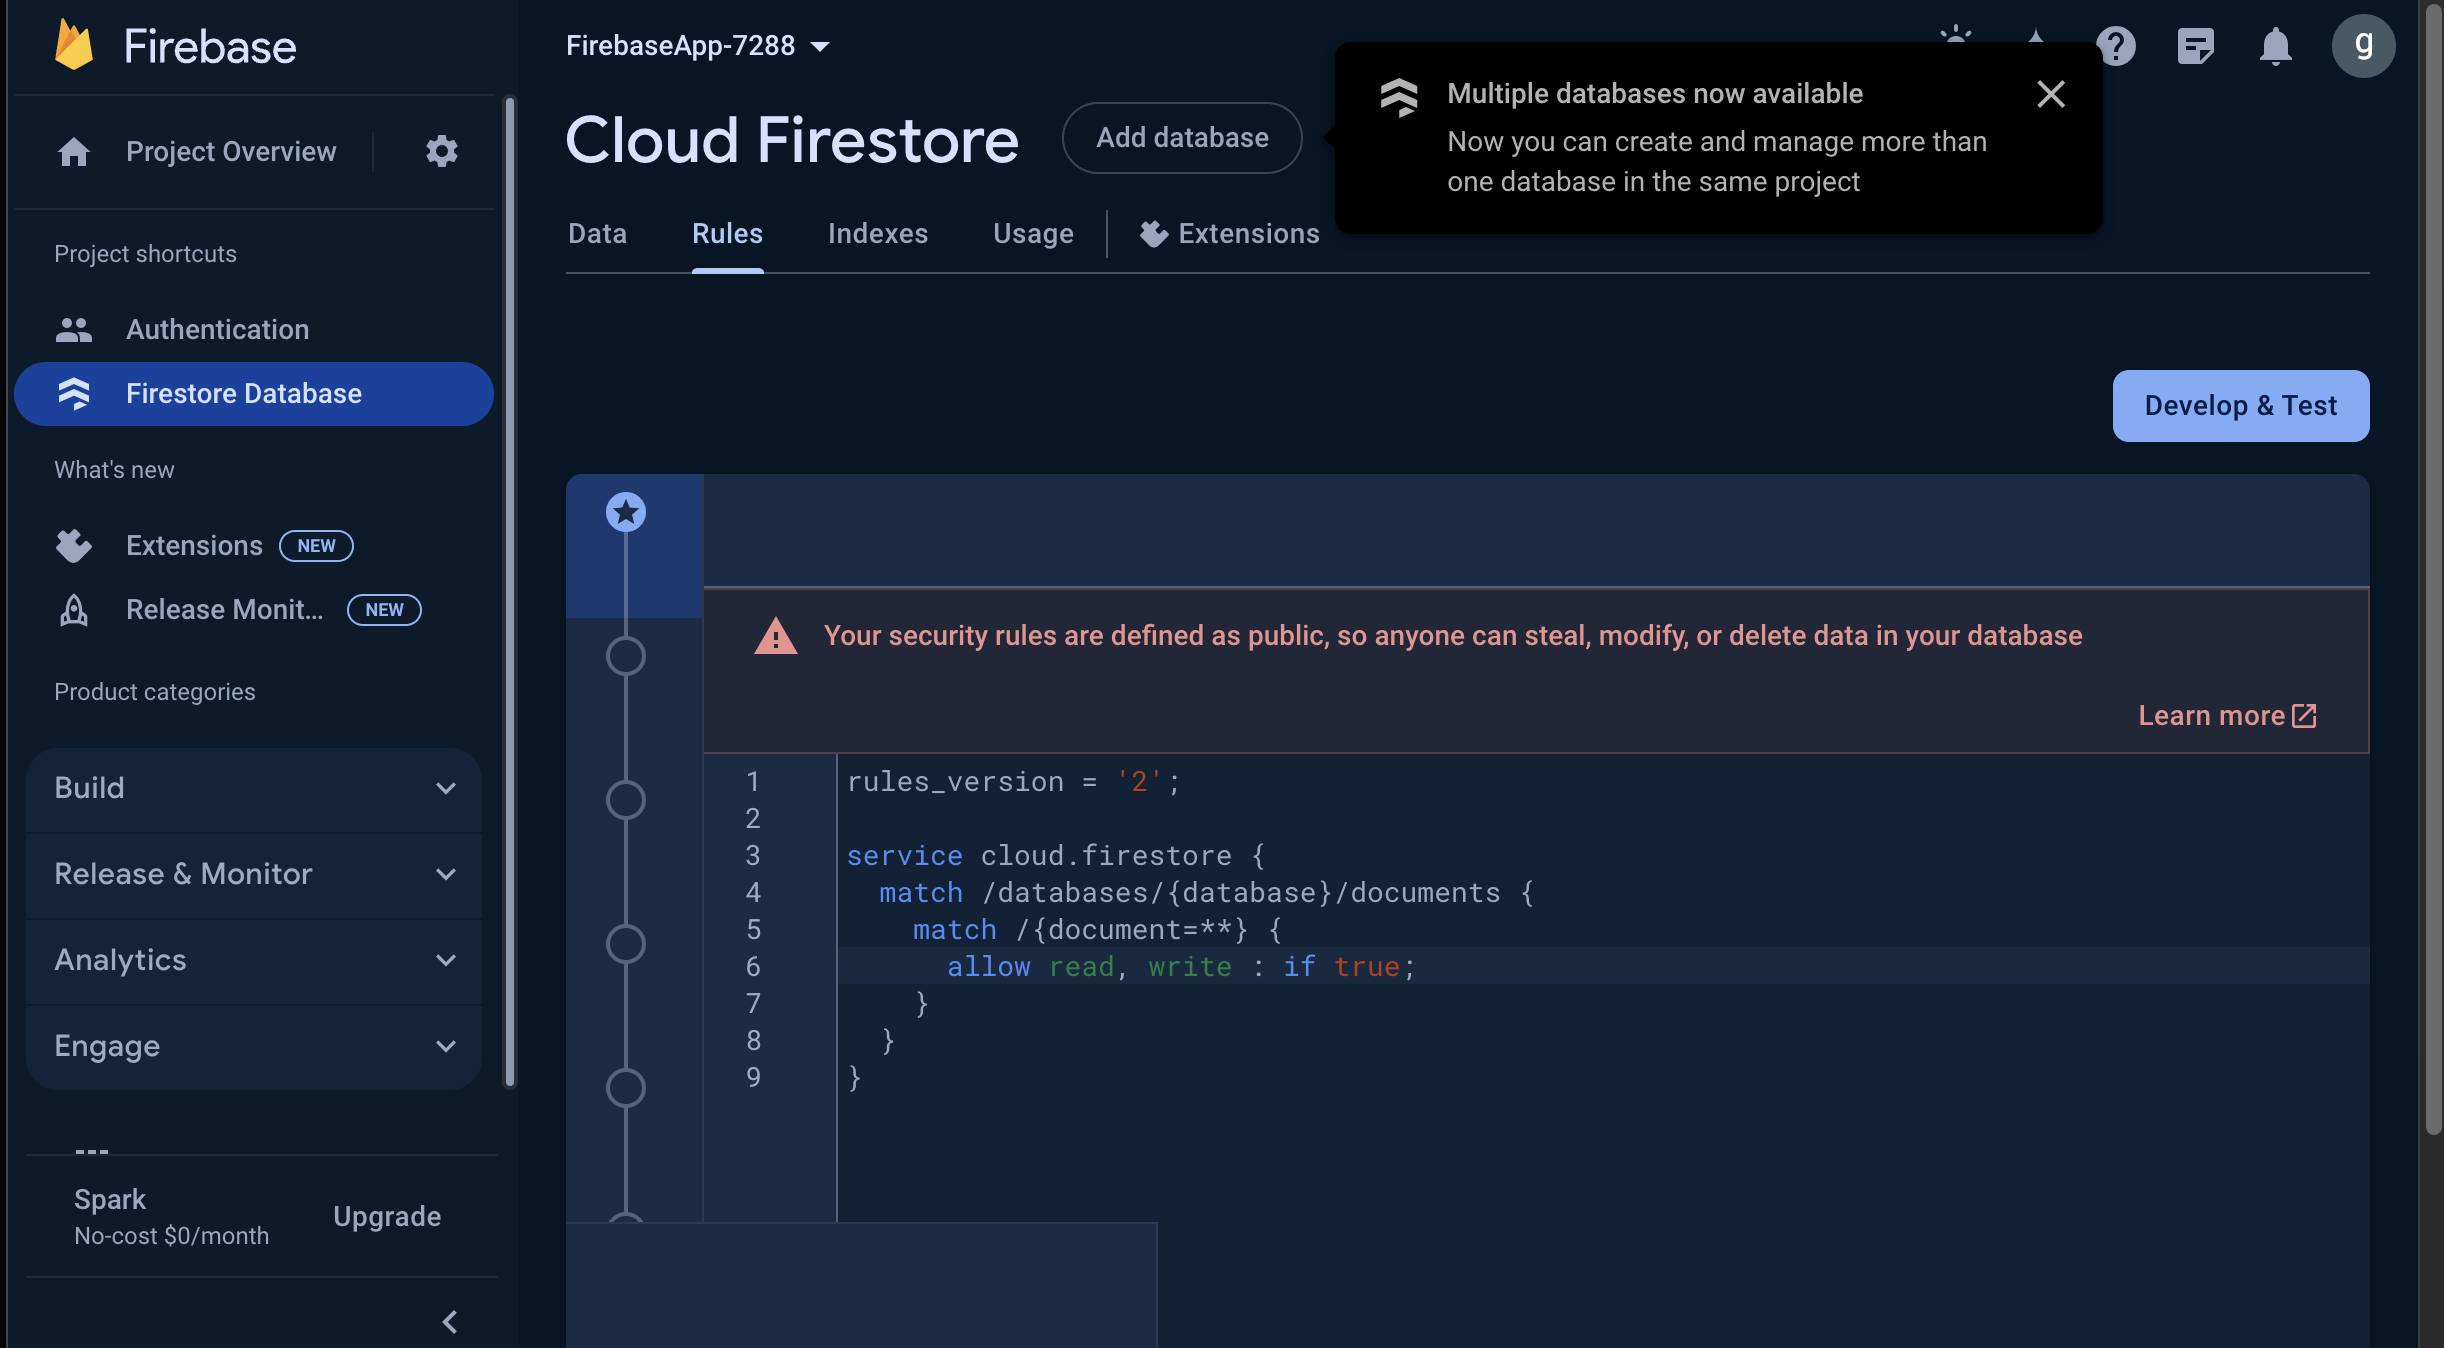 Firebase
Project Overview
Project shortcuts
Authentication
Firestore Database
What's new
Extensions NEW
Release Monit... NEW
Product categories
Build
Release & Monitor
Analytics
Engage
Spark
No-cost $0/month
Upgrade
FirebaseApp-7288
g
Cloud Firestore
Add database
Multiple databases now available
Now you can create and manage more than
one database in the same project
Data Rules Indexes Usage Extensions
Develop & Test
Your security rules are defined as public, so anyone can steal, modify, or delete data in your database
Learn more
1 rules_version = '2';
2
3 service cloud.firestore {
4 match /databases/{database}/documents {
5 match /{document=**} {
6 allow read, write : if true;
7 }
8 }
9 }